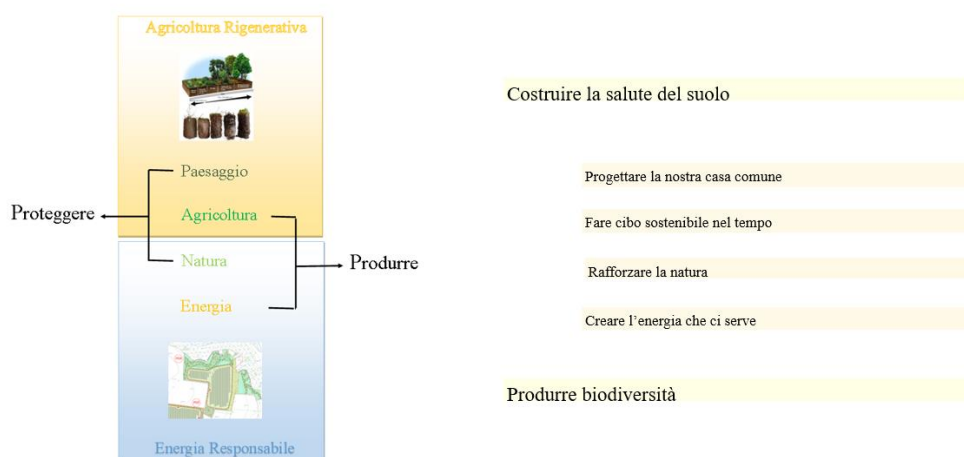 Agricoltura Rigenerativa
Costruire la salute del suolo
Paesaggio
Progettare la nostra casa comune
Proteggere
Agricoltura
Fare cibo sostenibile nel tempo
Natura
Produrre
Rafforzare la natura
Energia
Creare l’energia che ci serve
Produrre biodiversità
Energia Responsabile